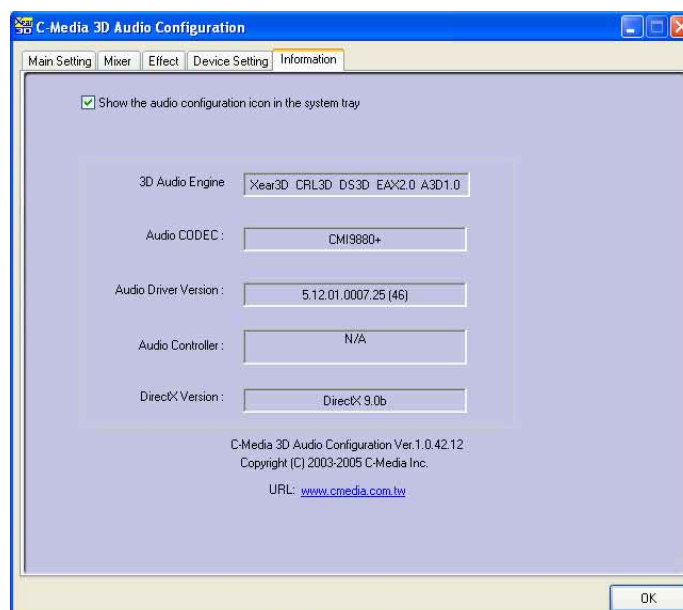 Xear 3D C-Media 3D Audio Configuration
Main Setting Mixer Effect Device Setting Information
Show the audio configuration icon in the system tray
3D Audio Engine Xear3D CRL3D DS3D EAX2.0 A3D1.0
Audio CODEC : CMI9880+
Audio Driver Version : 5.12.01.0007.25 (46)
Audio Controller : N/A
DirectX Version : DirectX 9.0b
C-Media 3D Audio Configuration Ver.1.0.42.12
Copyright (C) 2003-2005 C-Media Inc.
URL: www.cmedia.com.tw
OK